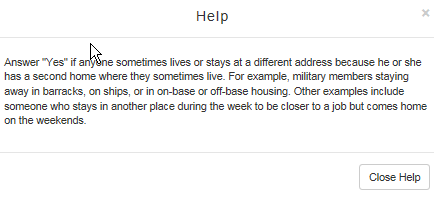 Help
×
Answer "Yes" if anyone sometimes lives or stays at a different address because he or she
has a second home where they sometimes live. For example, military members staying
away in barracks, on ships, or in on-base or off-base housing. Other examples include
someone who stays in another place during the week to be closer to a job but comes home
on the weekends.
Close Help